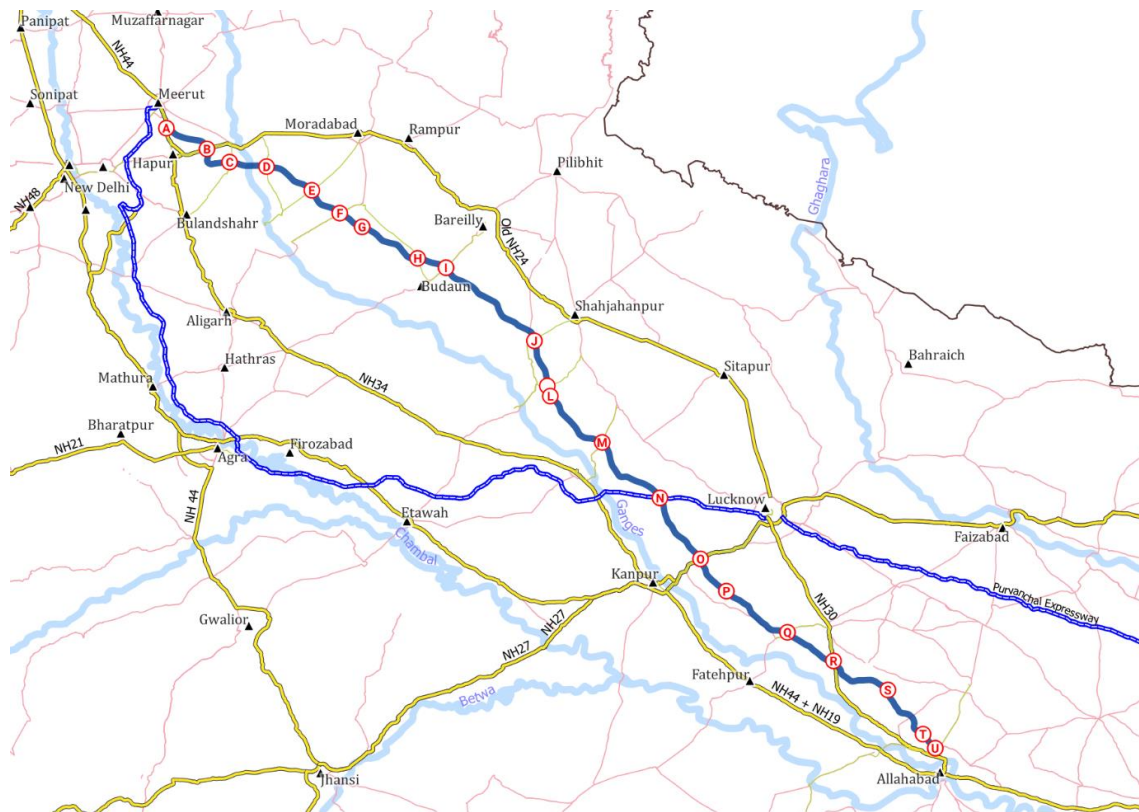 Panipat
Muzaffarnagar
NH44
Sonipat
Meerut
Moradabad
Rampur
A
B
C
D
Hapur
Pilibhit
New Delhi
NH48
E
Ghaghara
Bulandshahr
F
G
Bareilly
Old NH24
H
I
Budaun
Aligarh
Shahjahanpur
J
Hathras
Bahraich
Mathura
Sitapur
NH34
L
Bharatpur
Firozabad
M
NH21
Agra
N
Lucknow
NH 44
Etawah
Ganges
Chambal
Faizabad
O
Kanpur
P
Purvanchal Expressway
Gwalior
NH27
NH27
NH30
Q
R
Fatehpur
S
Betwa
NH44 + NH19
T
U
Jhansi
Allahabad